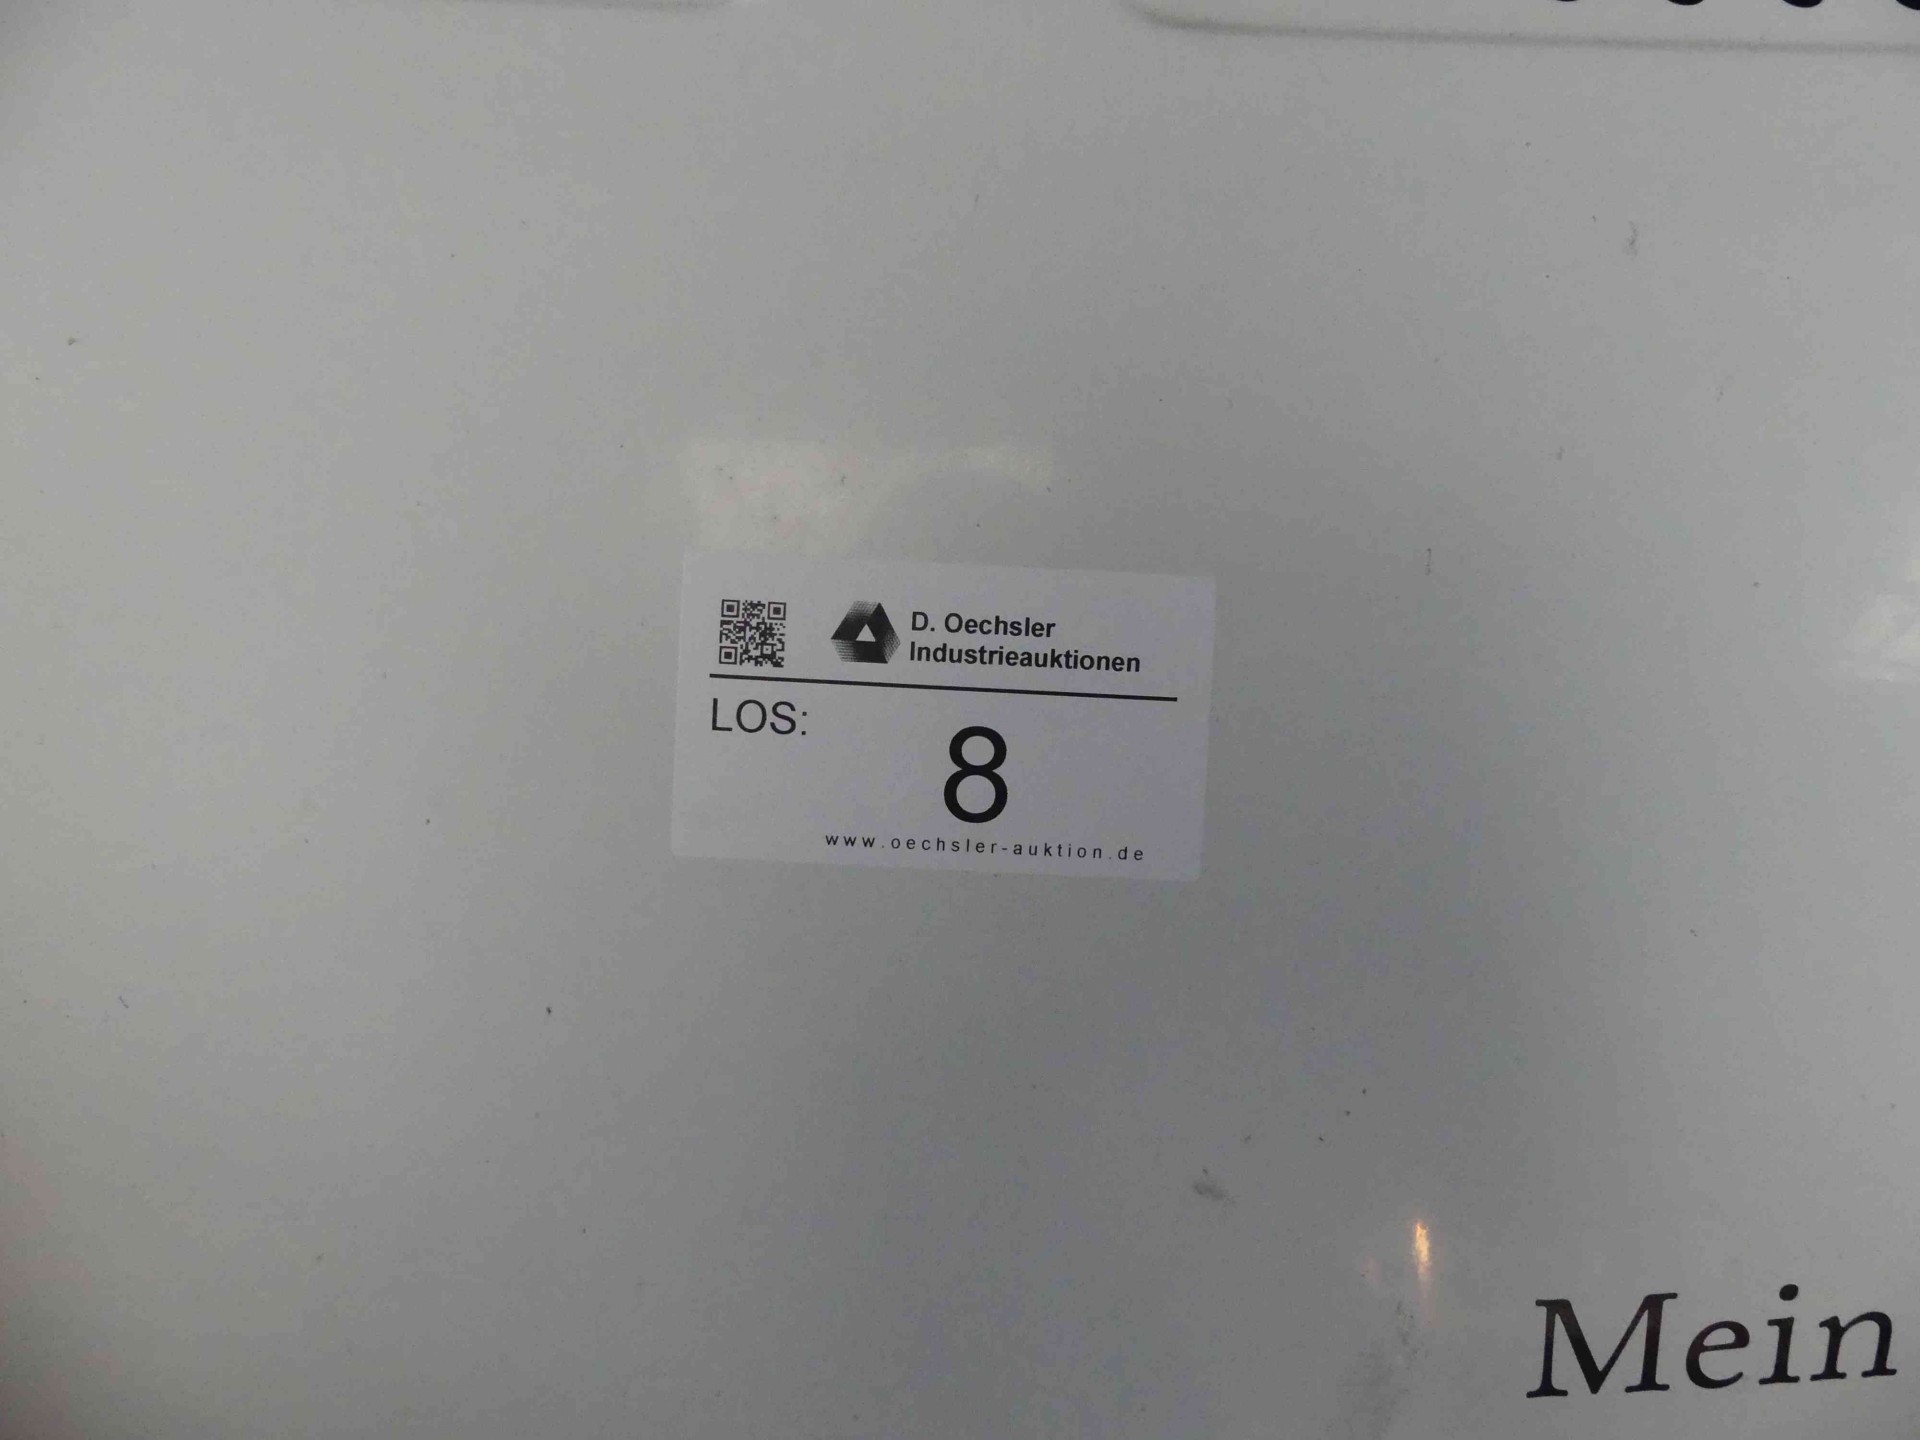 D. Oechsler
Industrieauktionen
LOS:
8
www.oechsler-auktion.de
Mein